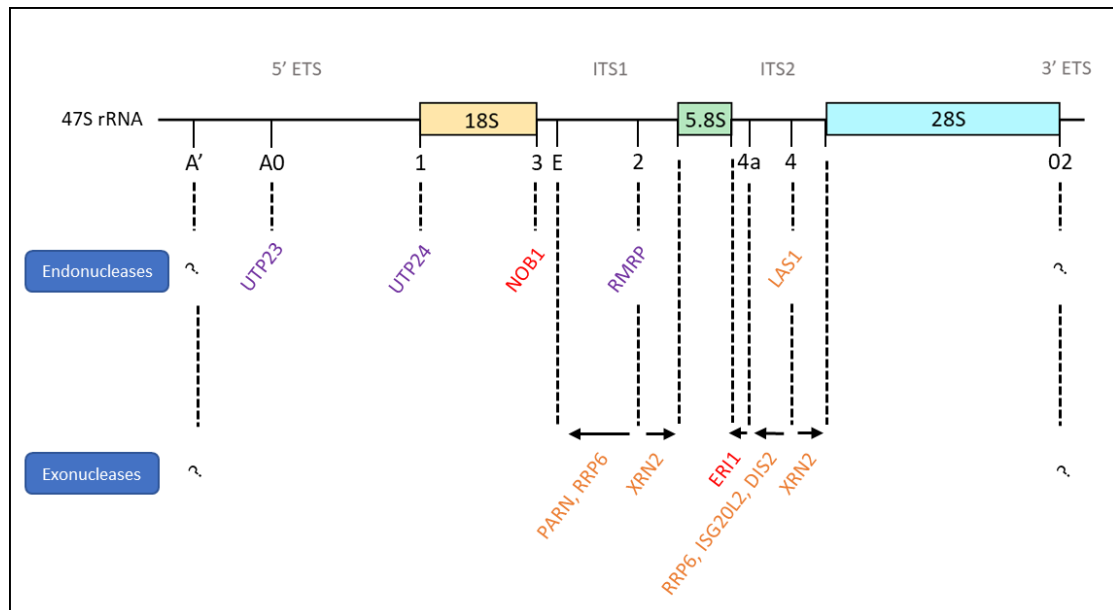 5’ ETS ITS1 ITS2 3’ ETS
47S rRNA 18S 5.8S 28S
A’ A0 1 3 E 2 4a 4 02
Endonucleases ? UTP23 UTP24 NOB1 RMRP LAS1 ?
Exonucleases ? PARN, RRP6 XRN2 ERI1 RRP6, ISG20L2, DIS2 XRN2 ?